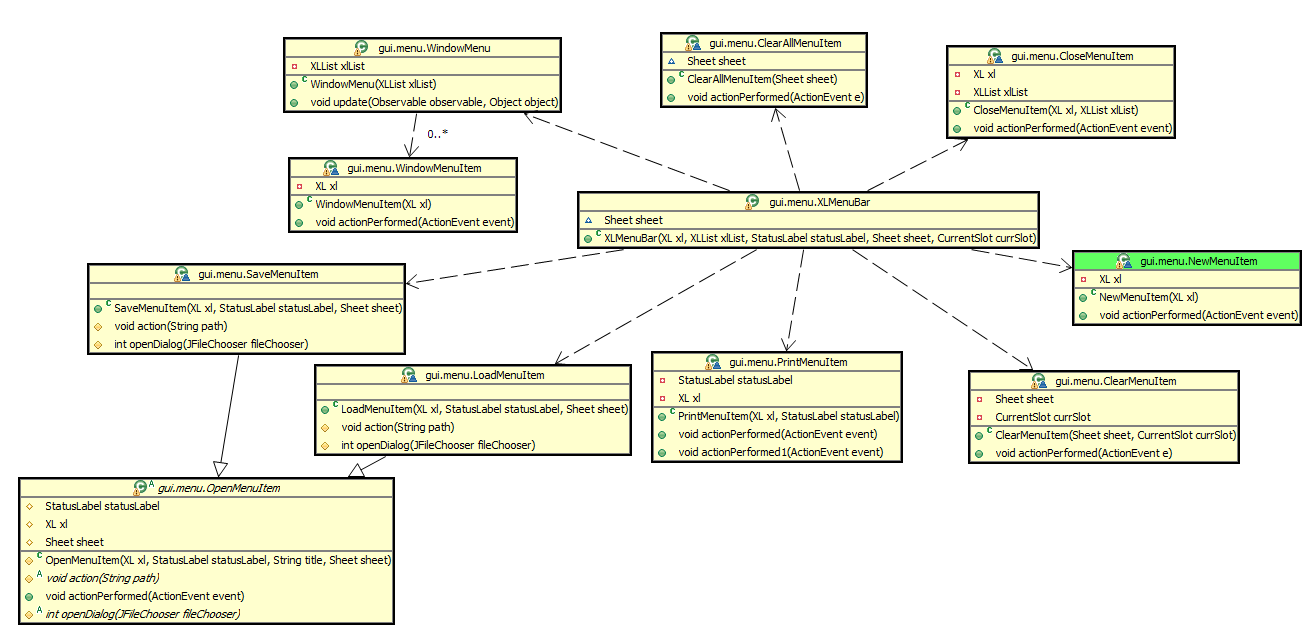 gui.menu.WindowMenu
XLList xlList
WindowMenu(XLList xlList)
void update(Observable observable, Object object)
0..*
gui.menu.ClearAllMenuItem
Sheet sheet
ClearAllMenuItem(Sheet sheet)
void actionPerformed(ActionEvent e)
gui.menu.CloseMenuItem
XL xl
XLList xlList
CloseMenuItem(XL xl, XLList xlList)
void actionPerformed(ActionEvent event)
gui.menu.WindowMenuItem
XL xl
WindowMenuItem(XL xl)
void actionPerformed(ActionEvent event)
gui.menu.XLMenuBar
Sheet sheet
XLMenuBar(XL xl, XLList xlList, StatusLabel statusLabel, Sheet sheet, CurrentSlot currSlot)
gui.menu.NewMenuItem
XL xl
NewMenuItem(XL xl)
void actionPerformed(ActionEvent event)
gui.menu.SaveMenuItem
SaveMenuItem(XL xl, StatusLabel statusLabel, Sheet sheet)
void action(String path)
int openDialog(JFileChooser fileChooser)
gui.menu.LoadMenuItem
LoadMenuItem(XL xl, StatusLabel statusLabel, Sheet sheet)
void action(String path)
int openDialog(JFileChooser fileChooser)
gui.menu.PrintMenuItem
StatusLabel statusLabel
XL xl
PrintMenuItem(XL xl, StatusLabel statusLabel)
void actionPerformed(ActionEvent event)
void actionPerformed1(ActionEvent event)
gui.menu.ClearMenuItem
Sheet sheet
CurrentSlot currSlot
ClearMenuItem(Sheet sheet, CurrentSlot currSlot)
void actionPerformed(ActionEvent e)
gui.menu.OpenMenuItem
StatusLabel statusLabel
XL xl
Sheet sheet
OpenMenuItem(XL xl, StatusLabel statusLabel, String title, Sheet sheet)
void action(String path)
void actionPerformed(ActionEvent event)
int openDialog(JFileChooser fileChooser)